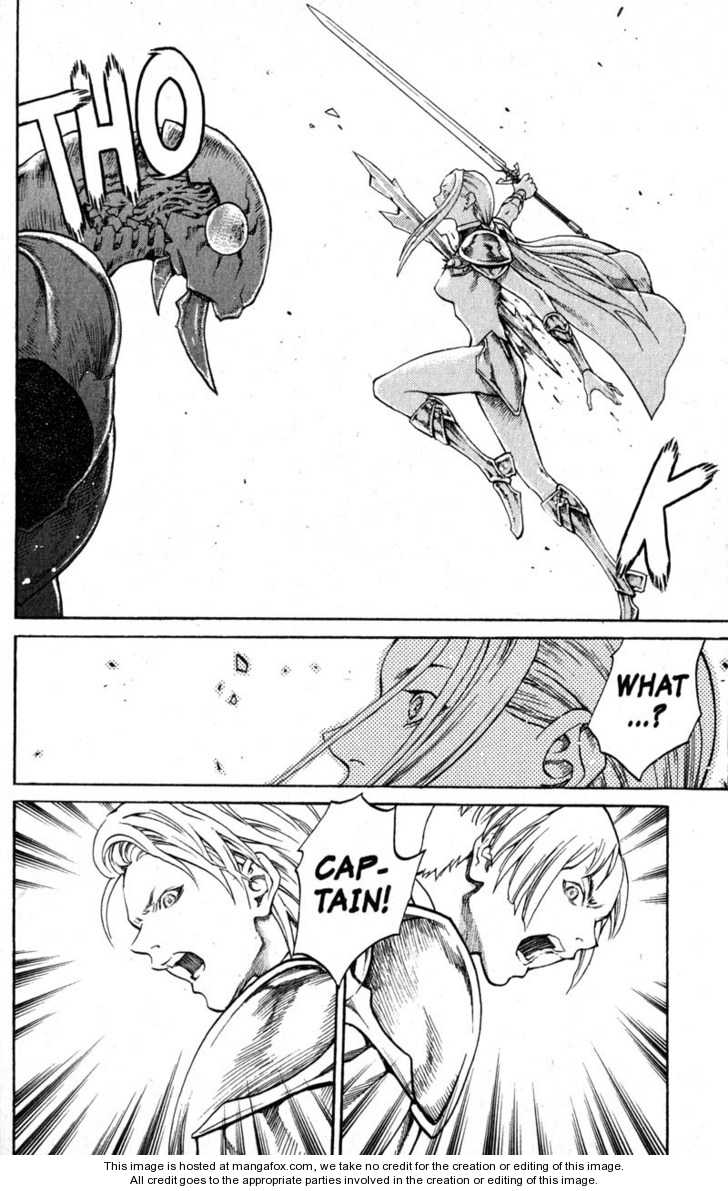 THO
K
WHAT
...?
CAP-
TAIN!
This image is hosted at mangafox.com, we take no credit for the creation or editing of this image.
All credit goes to the appropriate parties involved in the creation or editing of this image.